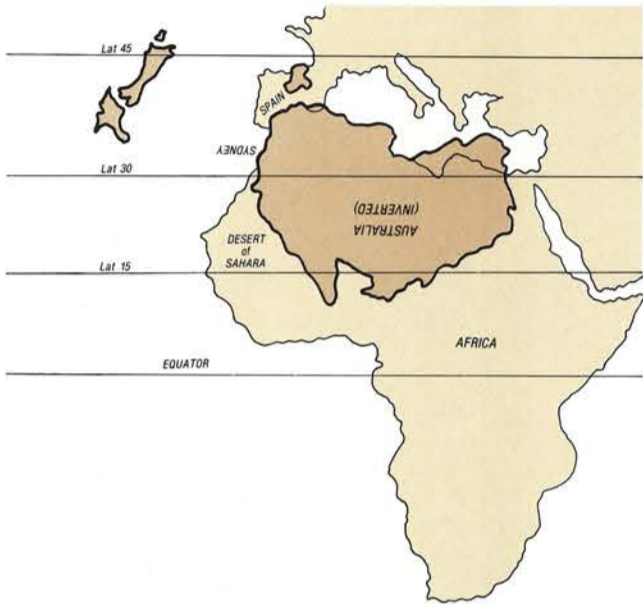 Lat 45
SPAIN
SYDNEY
Lat 30
AUSTRALIA
(INVERTED)
DESERT
of
SAHARA
Lat 15
AFRICA
EQUATOR